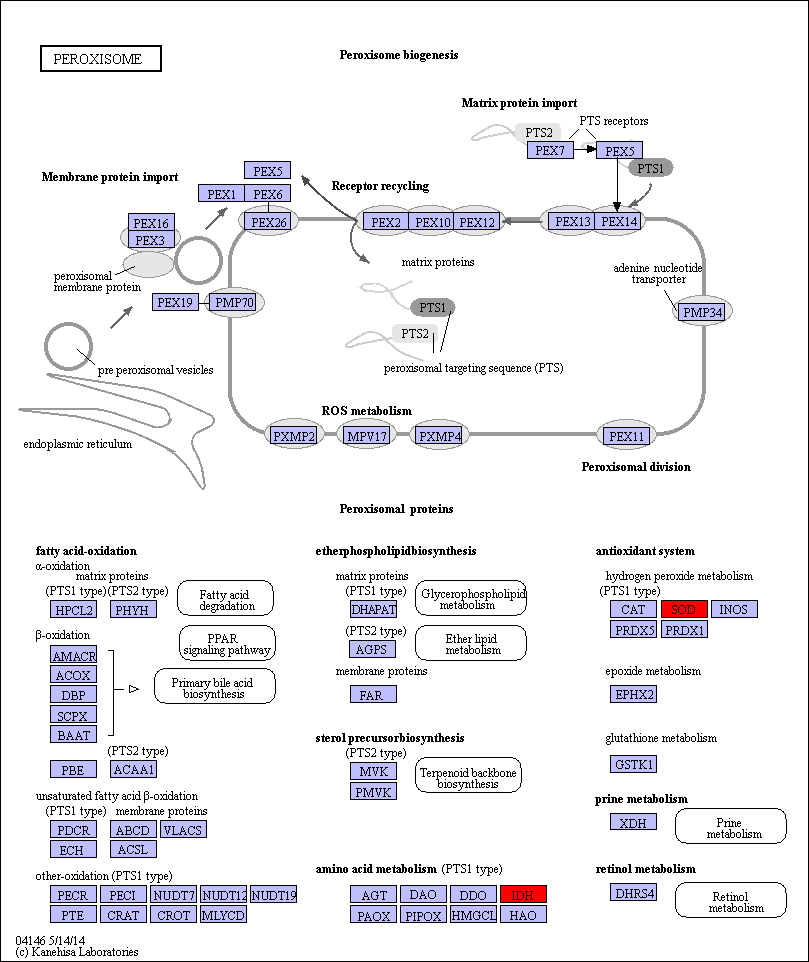 PEROXISOME
Peroxisome biogenesis
Matrix protein import
PTS receptors
PTS2
PEX7
PEX5
PTS1
Membrane protein import
PEX5
PEX1
PEX6
PEX26
Receptor recycling
PEX2
PEX10
PEX12
PEX13
PEX14
PEX16
PEX3
peroxisomal
membrane protein
matrix proteins
adenine nucleotide
transporter
PEX19
PMP70
PTS1
PTS2
PMP34
peroxisomal targeting sequence (PTS)
pre peroxisomal vesicles
endoplasmic reticulum
ROS metabolism
PXMP2
MPV17
PXMP4
PEX11
Peroxisomal division
Peroxisomal proteins
fatty acid-oxidation
α-oxidation
matrix proteins
(PTS1 type)
(PTS2 type)
HPCL2
PHYH
Fatty acid
degradation
β-oxidation
PPAR
signaling pathway
AMACR
ACOX
DBP
SCPX
BAAT
Primary bile acid
biosynthesis
(PTS2 type)
PBE
ACAA1
unsaturated fatty acid β-oxidation
(PTS1 type)
membrane proteins
PDCR
ABCD
VLACS
ECH
ACSL
other-oxidation (PTS1 type)
PECR
PECI
NUDT7
NUDT12
NUDT19
PTE
CRAT
CROT
MLYCD
etherphospholipidbiosynthesis
matrix proteins
(PTS1 type)
DHAPAT
Glycerophospholipid
metabolism
(PTS2 type)
AGPS
Ether lipid
metabolism
membrane proteins
FAR
sterol precursorbiosynthesis
(PTS2 type)
MVK
PMVK
Terpenoid backbone
biosynthesis
amino acid metabolism (PTS1 type)
AGT
DAO
DDO
IDH
PAOX
PIPOX
HMGCL
HAO
antioxidant system
hydrogen peroxide metabolism
(PTS1 type)
CAT
SOD
INOS
PRDX5
PRDX1
epoxide metabolism
EPHX2
glutathione metabolism
GSTK1
prine metabolism
XDH
Prine
metabolism
retinol metabolism
DHRS4
Retinol
metabolism
04146 5/14/14
(c) Kanehisa Laboratories